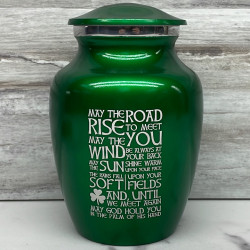 MAY THE ROAD
RISE TO MEET
MAY THE YOU
WIND BE ALWAYS AT
YOUR BACK
MAY THE SUN SHINE WARM
UPON YOUR FACE
THE RAINS FALL UPON YOUR
SOFT FIELDS
AND, UNTIL
WE MEET AGAIN
MAY GOD HOLD YOU
IN THE PALM OF HIS HAND